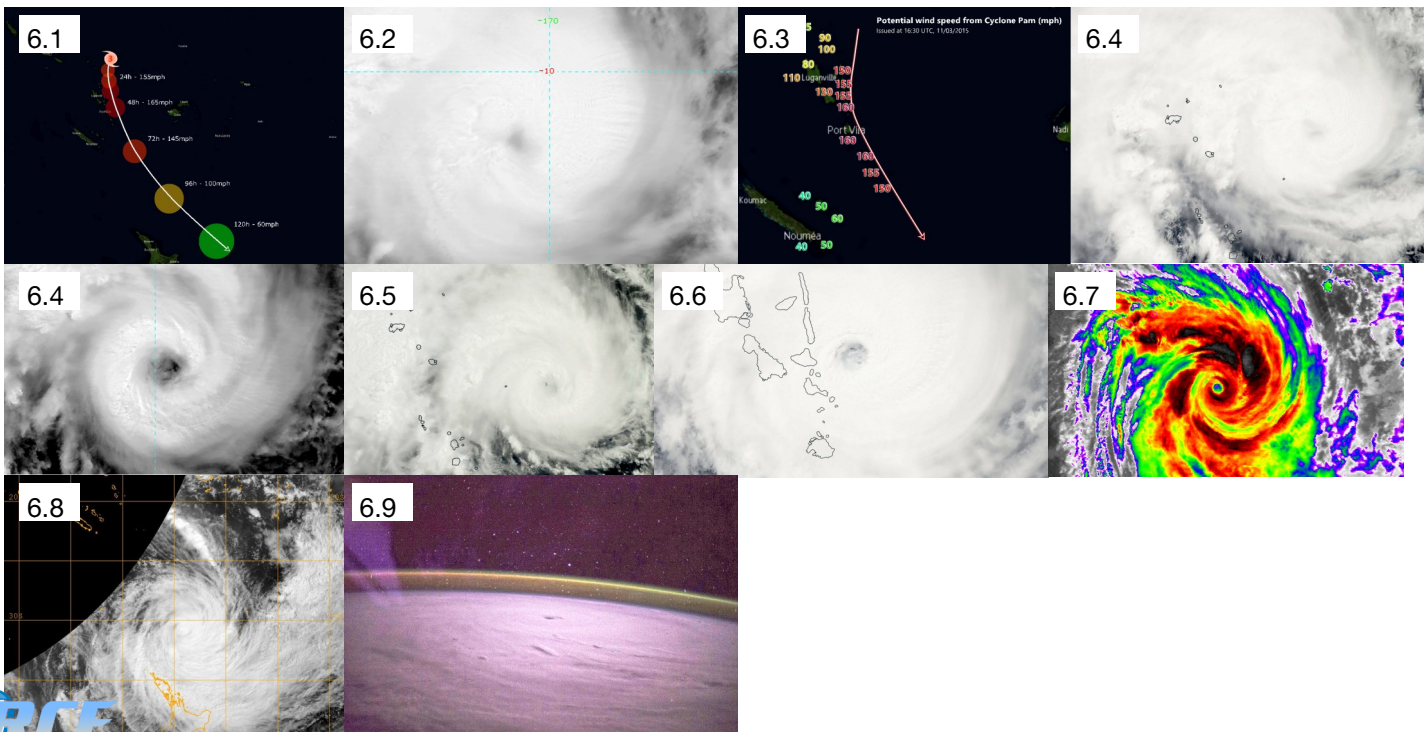 6.1
24h - 155mph
48h - 165mph
72h - 145mph
96h - 100mph
120h - 60mph
6.2
-170
-10
6.3
Potential wind speed from Cyclone Pam (mph)
Issued at 16:30 UTC, 11/03/2015
90
100
80
110 Luganville
130
150
155
155
160
Port Vila
160
160
155
150
Nadi
40
50
60
Koumac
Nouméa
40 50
6.4
6.4
6.5
6.6
6.7
6.8
30S
6.9